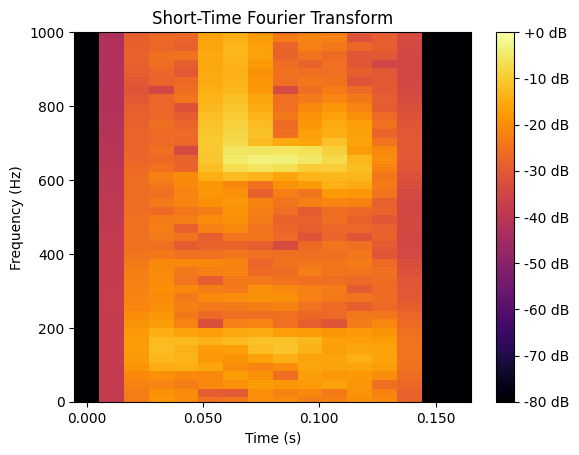 Short-Time Fourier Transform
Frequency (Hz)
1000
800
600
400
200
0
0.000
0.050
0.100
0.150
Time (s)
+0 dB
-10 dB
-20 dB
-30 dB
-40 dB
-50 dB
-60 dB
-70 dB
-80 dB